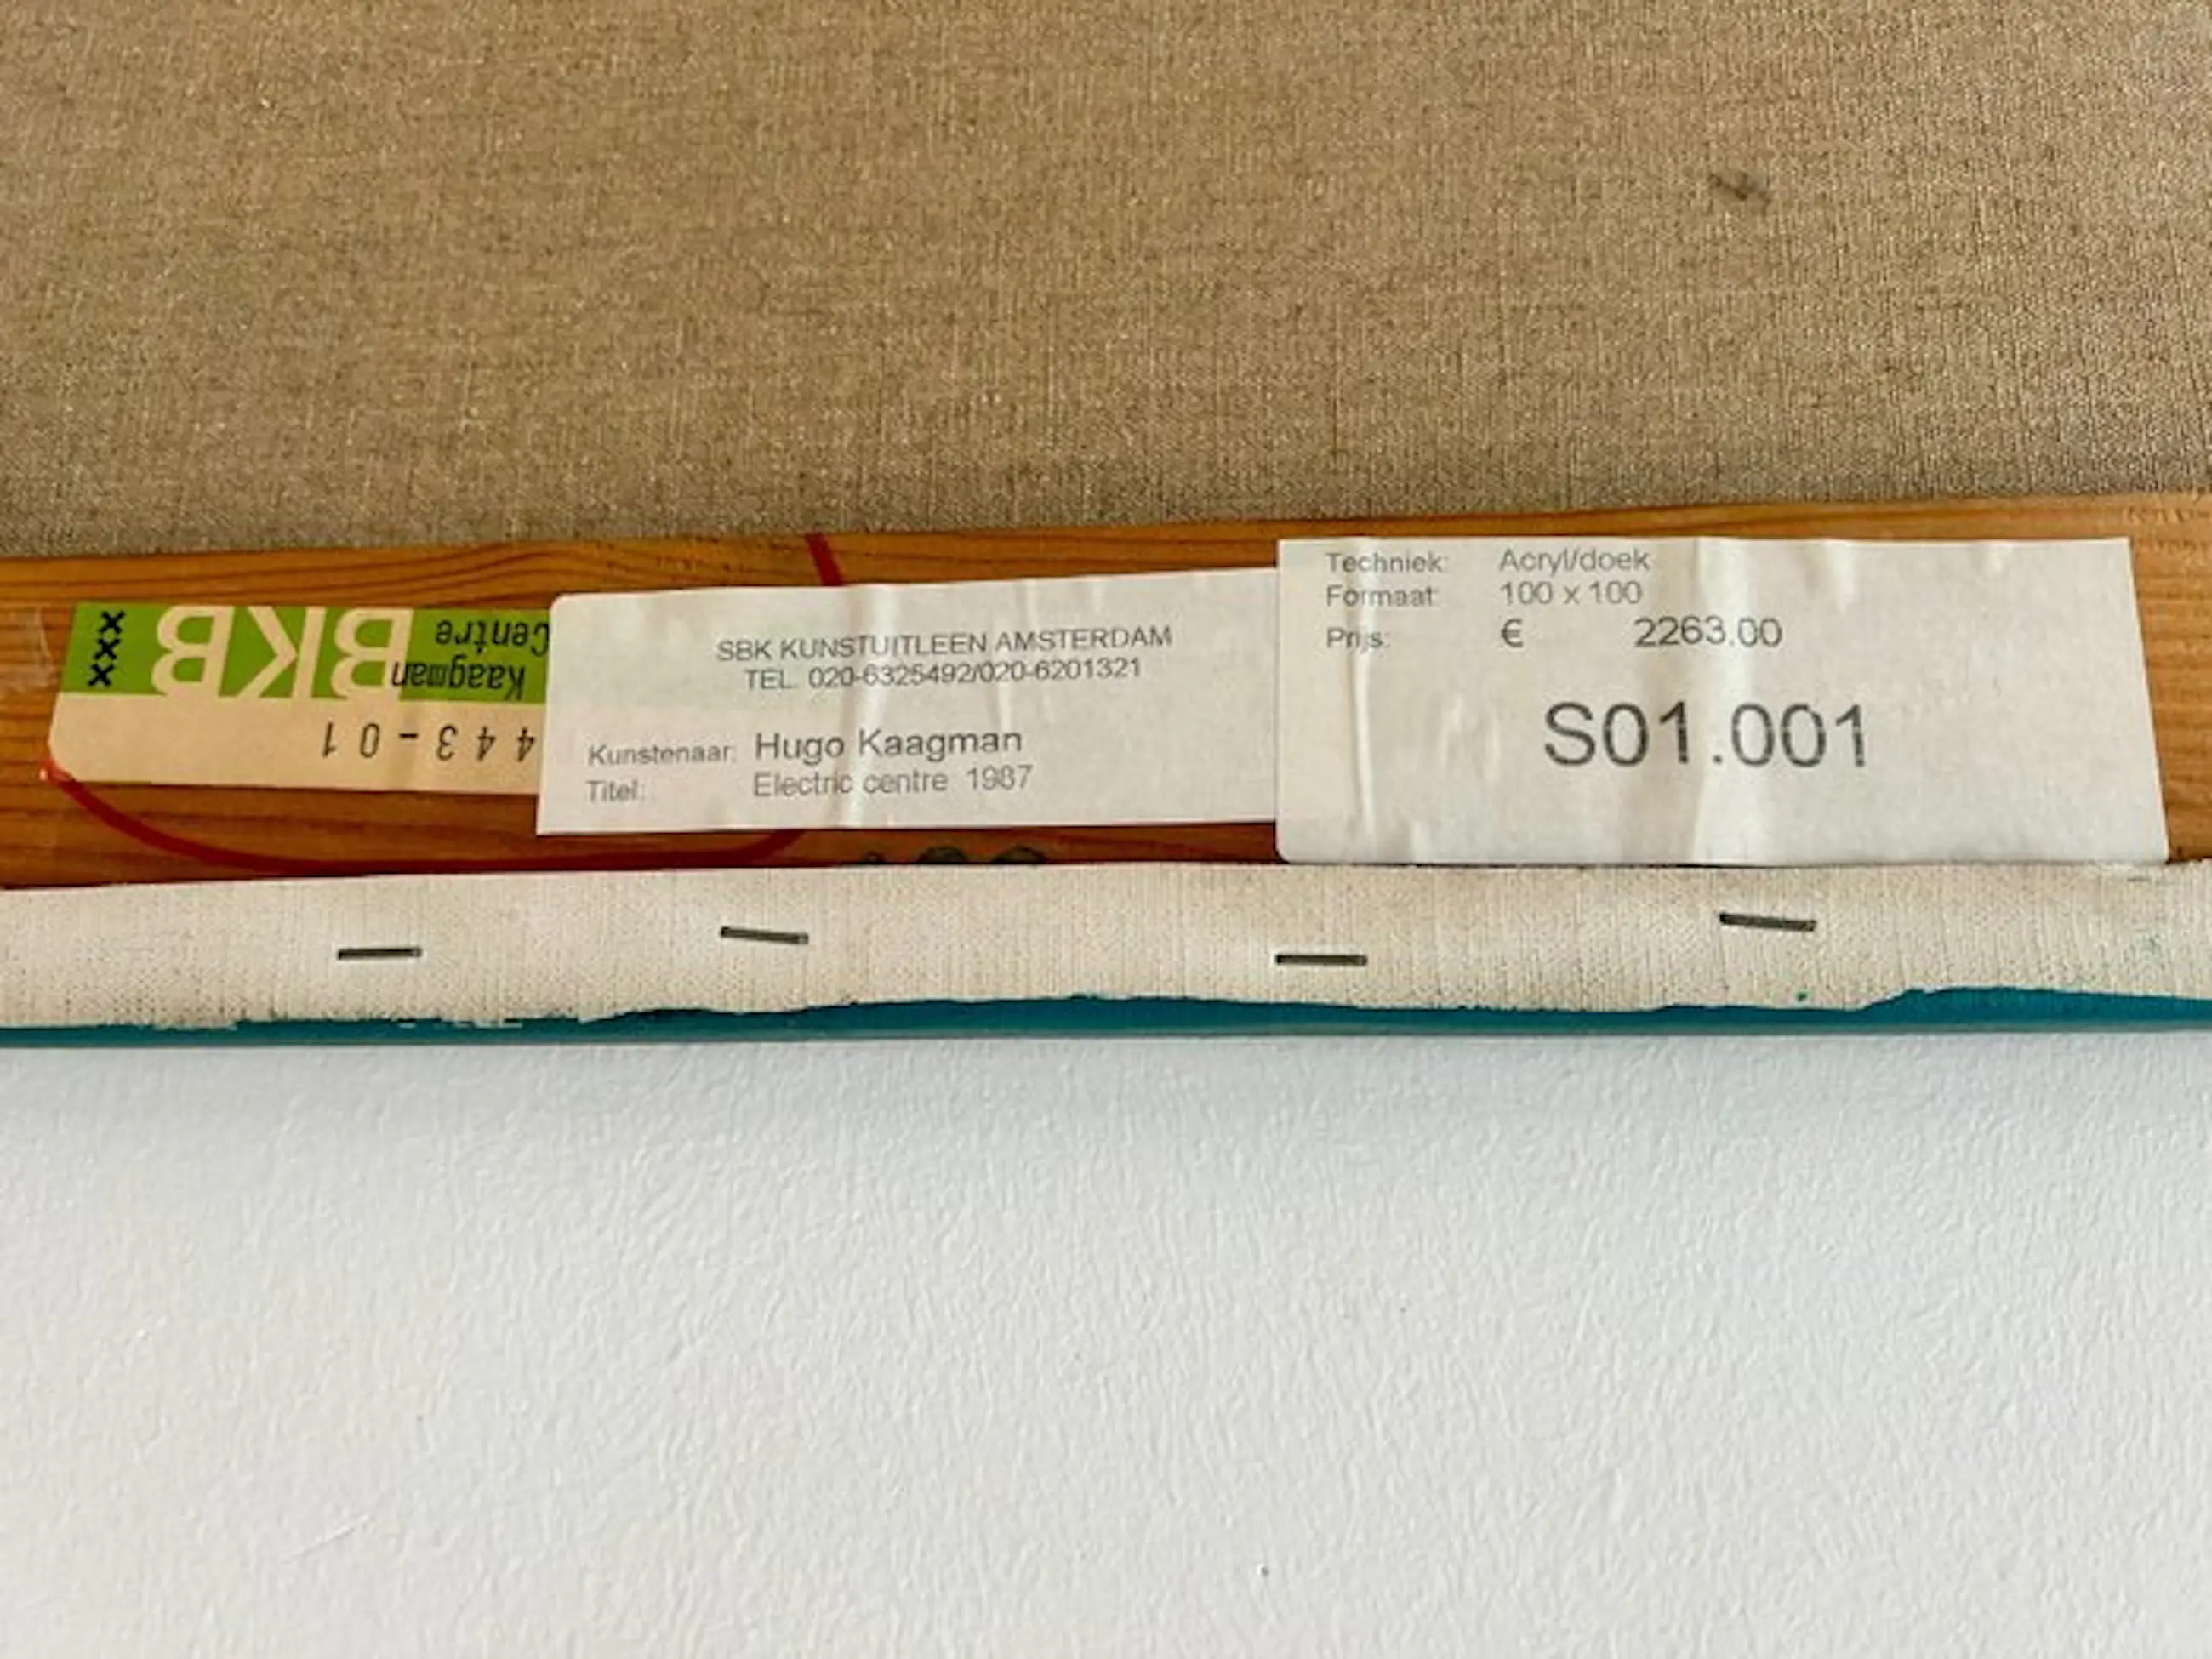 XXX BKB
Kaagman
Centre
443-01
SBK KUNSTUITLEEN AMSTERDAM
TEL. 020-6325492/020-6201321
Kunstenaar: Hugo Kaagman
Titel: Electric centre 1987
Techniek: Acryl/doek
Formaat: 100 x 100
Prijs: € 2263.00
S01.001